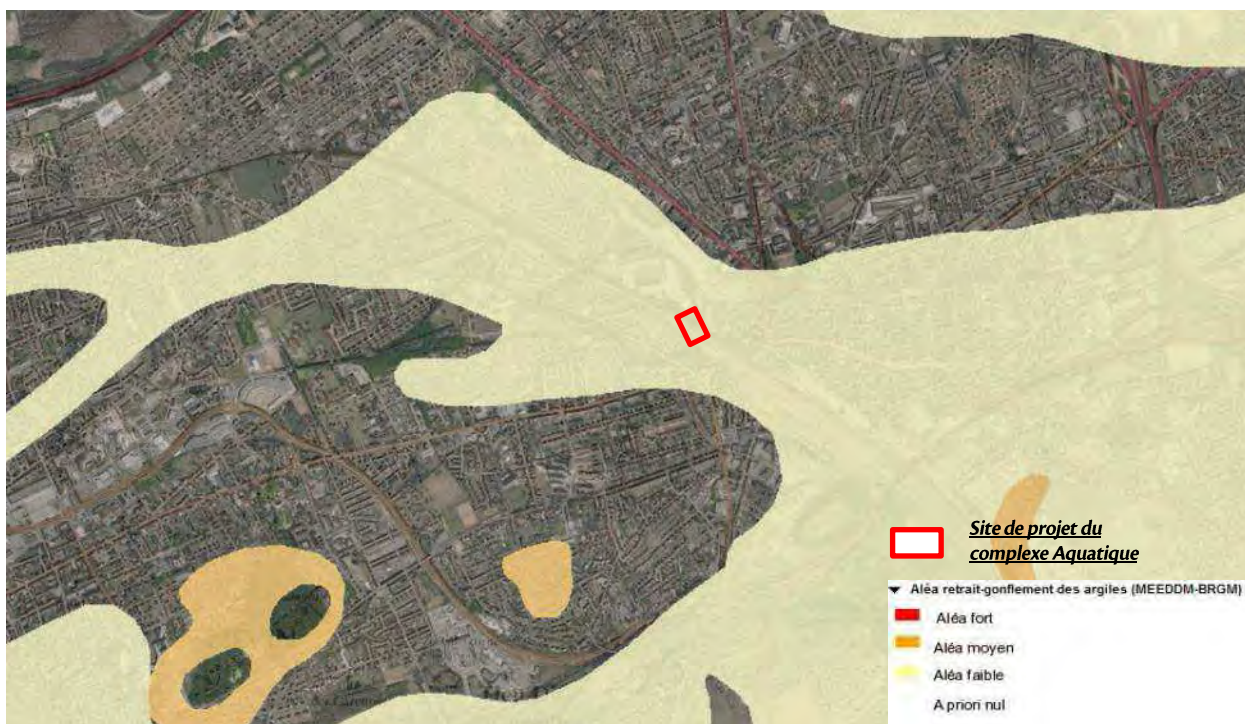 Site de projet du
complexe Aquatique
Aléa retrait-gonflement des argiles (MEEDDM-BRGM)
Aléa fort
Aléa moyen
Aléa faible
A priori nul